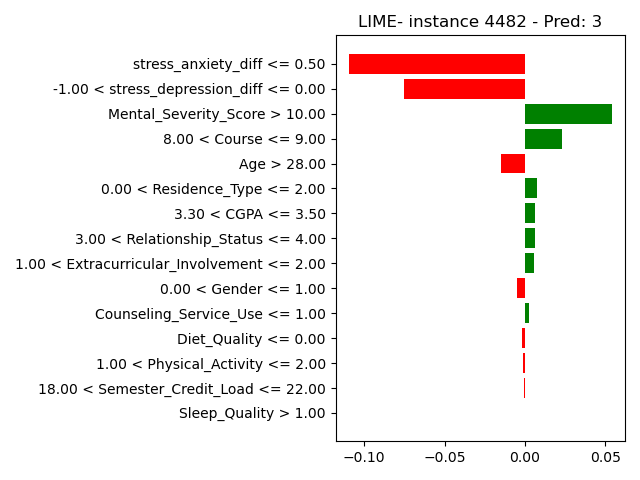 LIME- instance 4482 - Pred: 3
stress_anxiety_diff <= 0.50
-1.00 < stress_depression_diff <= 0.00
Mental_Severity_Score > 10.00
8.00 < Course <= 9.00
Age > 28.00
0.00 < Residence_Type <= 2.00
3.30 < CGPA <= 3.50
3.00 < Relationship_Status <= 4.00
1.00 < Extracurricular_Involvement <= 2.00
0.00 < Gender <= 1.00
Counseling_Service_Use <= 1.00
Diet_Quality <= 0.00
1.00 < Physical_Activity <= 2.00
18.00 < Semester_Credit_Load <= 22.00
Sleep_Quality > 1.00
−0.10 −0.05 0.00 0.05